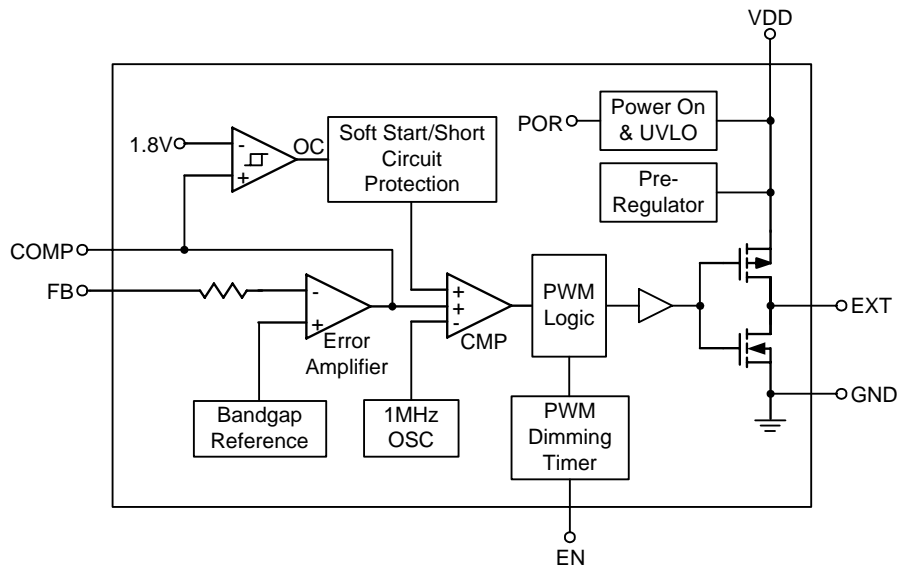 VDD
POR
Power On
& UVLO
1.8V
-
+
OC
Soft Start/Short
Circuit
Protection
Pre-
Regulator
COMP
FB
-
+
Error
Amplifier
+
+
-
CMP
PWM
Logic
EXT
GND
Bandgap
Reference
1MHz
OSC
PWM
Dimming
Timer
EN